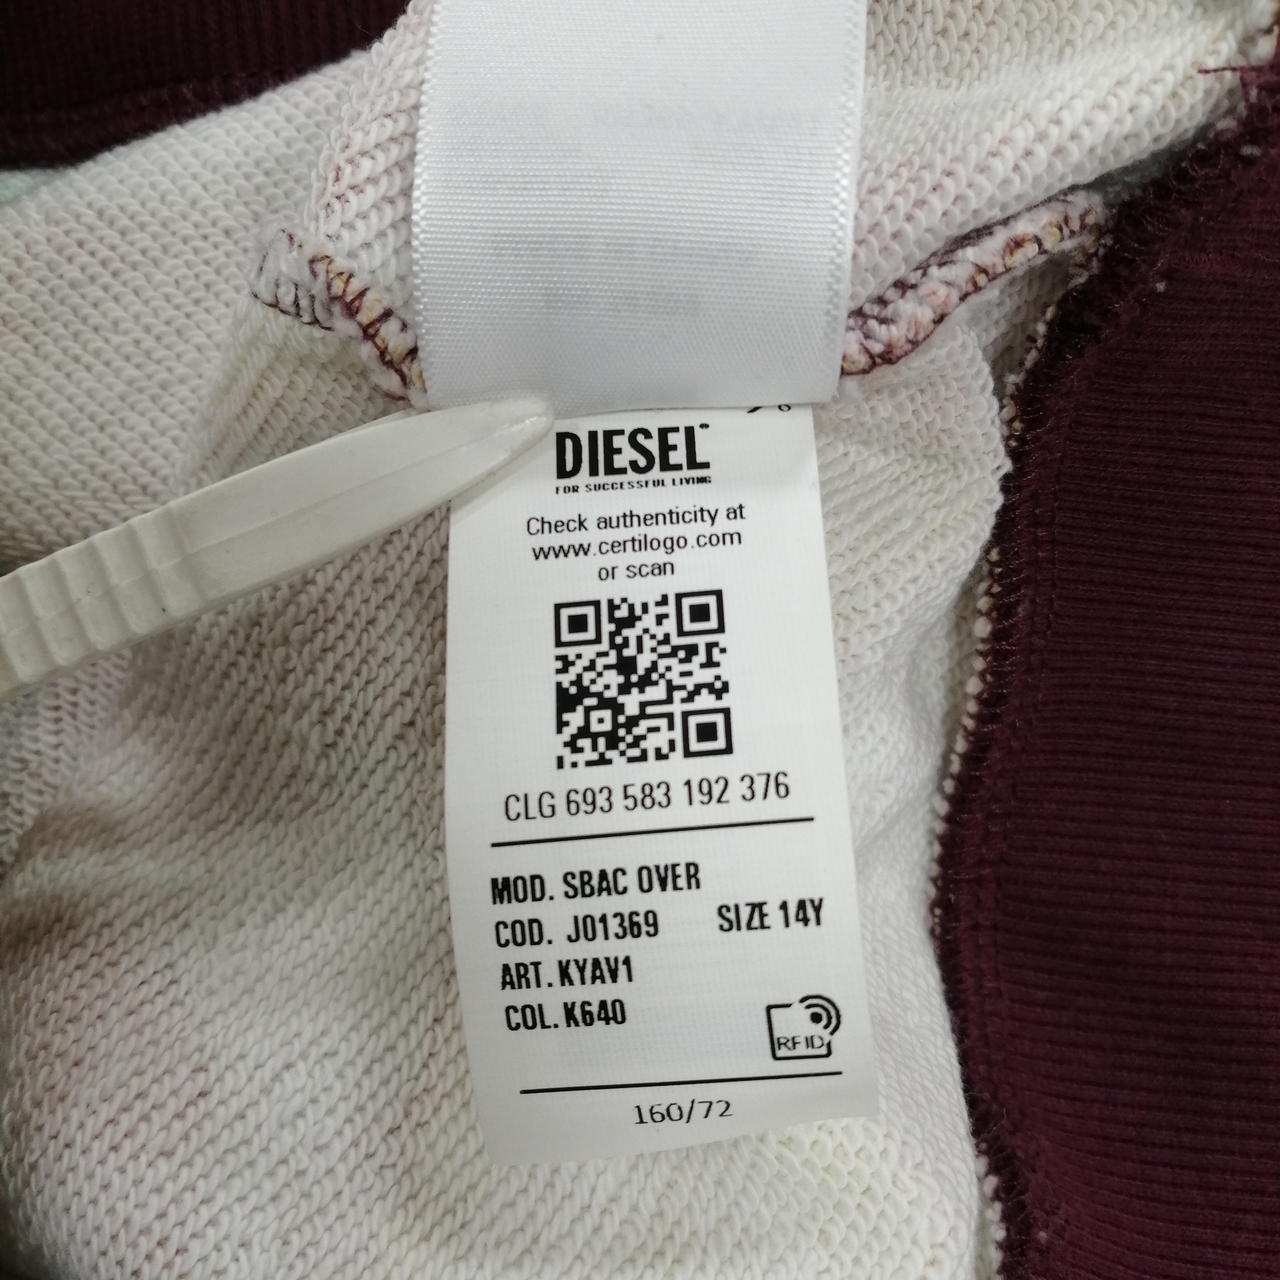 DIESEL
FOR SUCCESSFUL LIVING
Check authenticity at
www.certilogo.com
or scan
CLG 693 583 192 376
MOD. SBAC OVER
COD. J01369 SIZE 14Y
ART. KYAV1
COL. K640
RFID
160/72